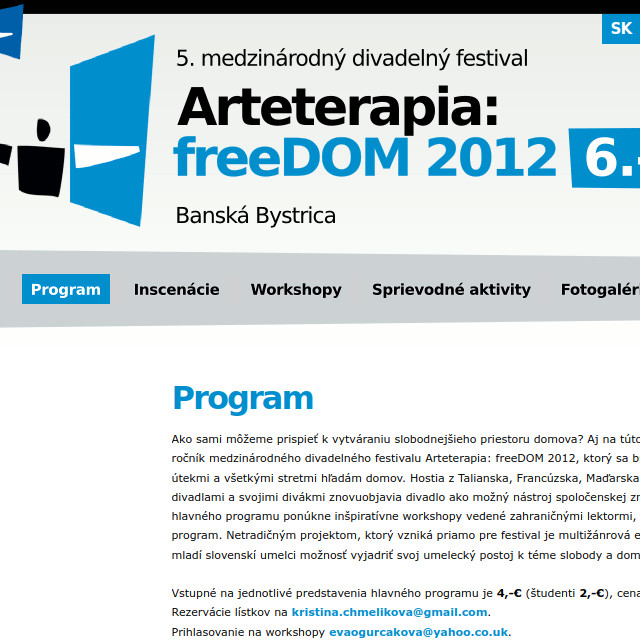 SK
5. medzinárodný divadelný festival
Arteterapia:
freeDOM 2012
6.
Banská Bystrica
Program
Inscenácie
Workshopy
Sprievodné aktivity
Program
Ako sami môžeme prispieť k vytváraniu slobodnejšieho priestoru domova? Aj na túto
ročník medzinárodného divadelného festivalu Arteterapia: freeDOM 2012, ktorý sa
útekmi a všetkými stretmi hľadám domov. Hostia z Talianska, Francúzska, Maďarska
divadlami a svojimi divákmi znovuobjavia divadlo ako možný nástroj spoločenskej
hlavného programu ponúkne inšpiratívne workshopy vedené zahraničnými lektormi,
program. Netradičným projektom, ktorý vzniká priamo pre festival je multižánrová
mladí slovenskí umelci možnosť vyjadriť svoj umelecký postoj k téme slobody a
Vstupné na jednotlivé predstavenia hlavného programu je 4,-€ (študenti 2,-€), cena
Rezervácie lístkov na kristina.chmelikova@gmail.com.
Prihlasovanie na workshopy evaogurcakova@yahoo.co.uk.